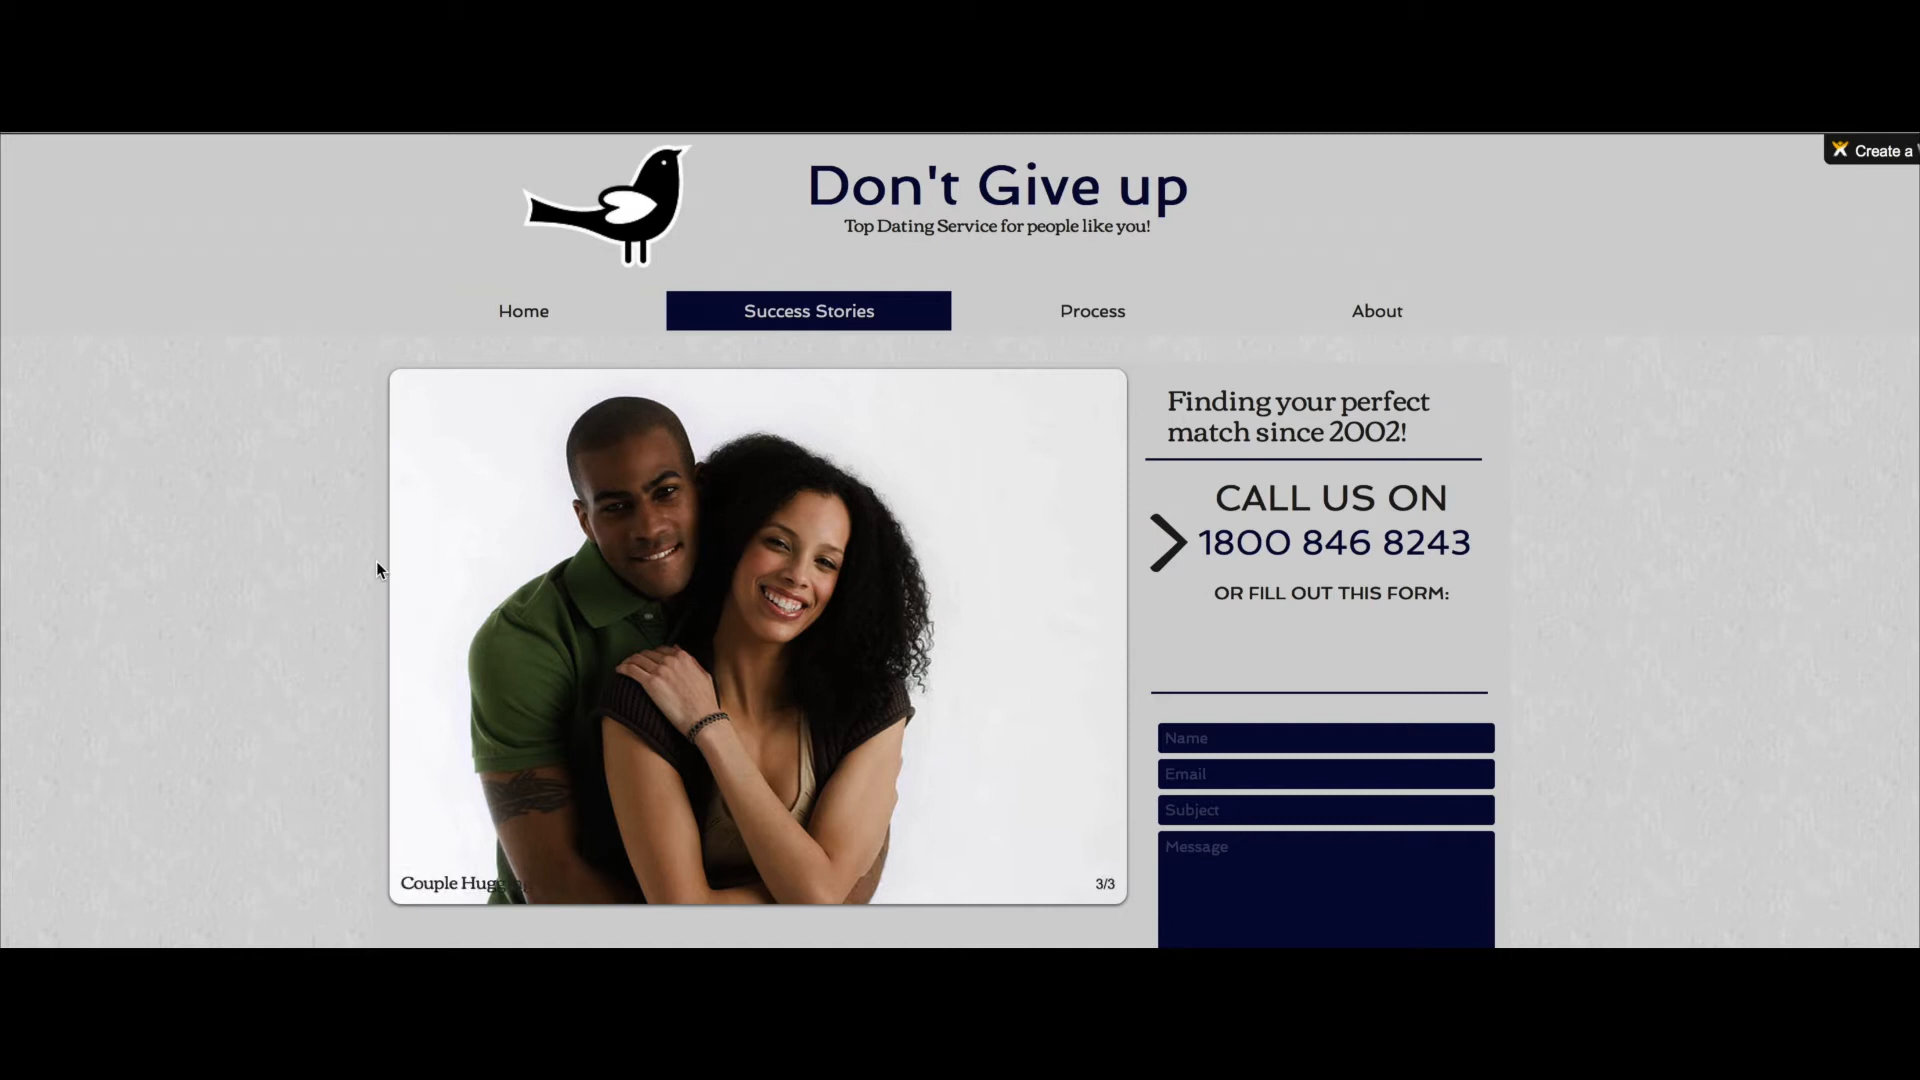 Create a
Don't Give up
Top Dating Service for people like you!
Home
Success Stories
Process
About
Finding your perfect
match since 2002!
CALL US ON
1800 846 8243
OR FILL OUT THIS FORM:
Name
Email
Subject
Message
Couple Hugging
3/3